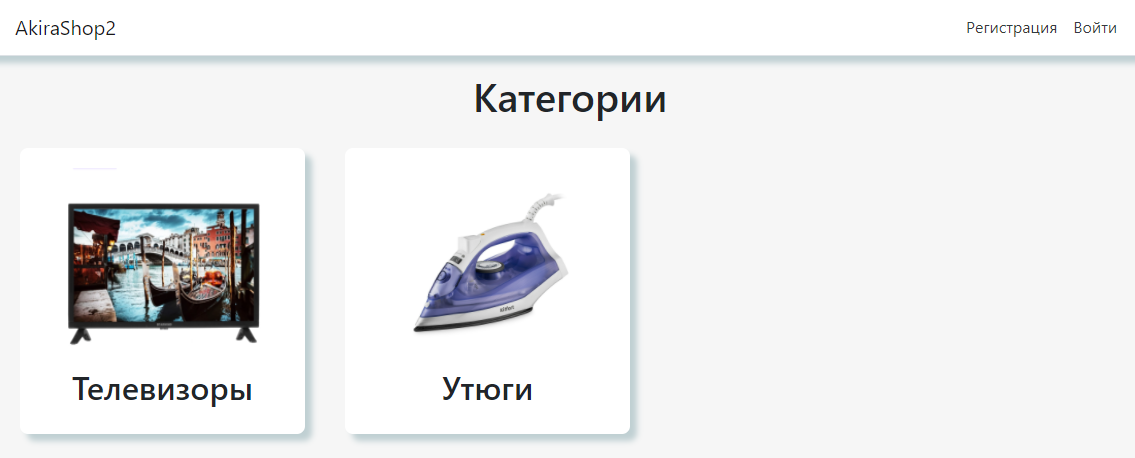 AkiraShop2
Регистрация Войти
Категории
Телевизоры
Утюги